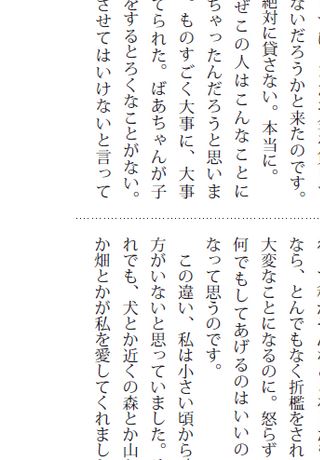 ないだろうかと来たのです。
絶対に貸さない。本当に。
ぜこの人はこんなことに
ちゃったんだろうと思いま
。ものすごく大事に、大事
てられた。ばあちゃんが子
をするとろくなことがない。
させてはいけないと言って
なら、とんでもなく折檻をされ
大変なことになるのに。怒らず
何でもしてあげるのはいいの
なって思うのです。
この違い、私は小さい頃から
方がいないと思っていました。
れでも、犬とか近くの森とか山
か畑とかが私を愛してくれまし